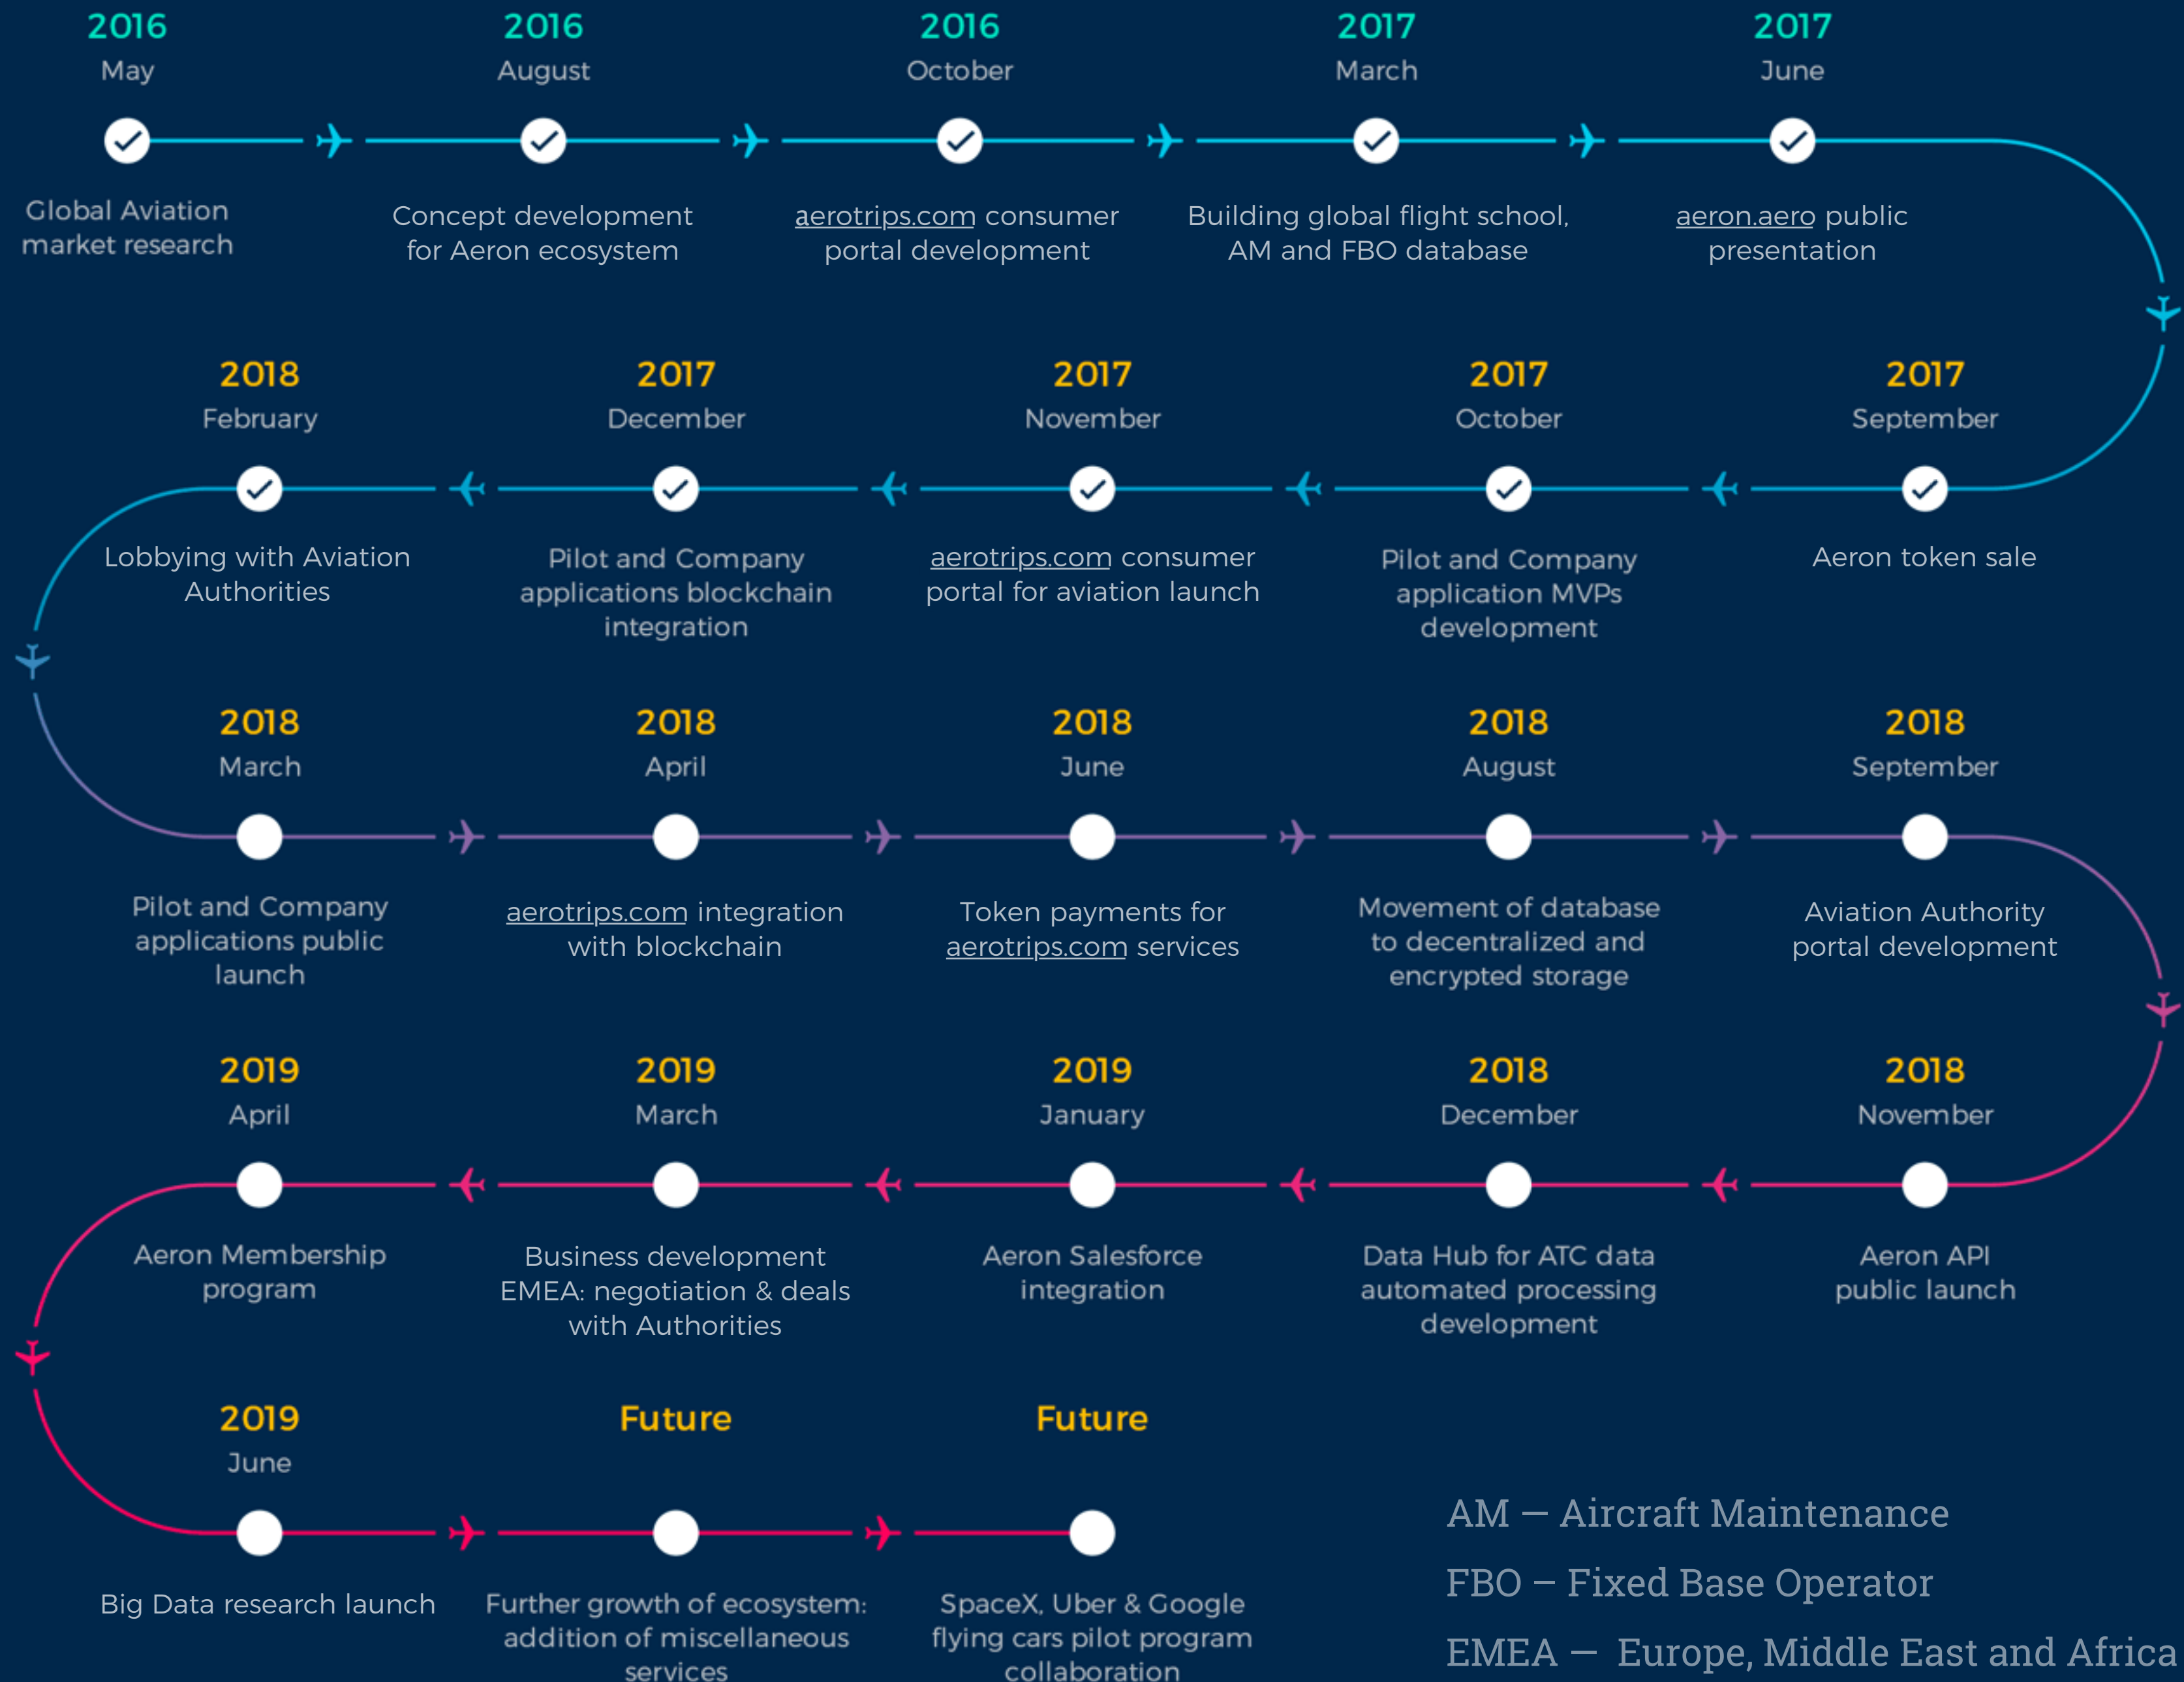 2016
May
Global Aviation
market research
2016
August
Concept development
for Aeron ecosystem
2016
October
aerotrips.com consumer
portal development
2017
March
Building global flight school,
AM and FBO database
2017
June
aeron.aero public
presentation
2018
February
Lobbying with Aviation
Authorities
2017
December
Pilot and Company
applications blockchain
integration
2017
November
aerotrips.com consumer
portal for aviation launch
2017
October
Pilot and Company
application MVPs
development
2017
September
Aeron token sale
2018
March
Pilot and Company
applications public
launch
2018
April
aerotrips.com integration
with blockchain
2018
June
Token payments for
aerotrips.com services
2018
August
Movement of database
to decentralized and
encrypted storage
2018
September
Aviation Authority
portal development
2019
April
Aeron Membership
program
2019
March
Business development
EMEA: negotiation & deals
with Authorities
2019
January
Aeron Salesforce
integration
2018
December
Data Hub for ATC data
automated processing
development
2018
November
Aeron API
public launch
2019
June
Big Data research launch
Future
Further growth of ecosystem:
addition of miscellaneous
services
Future
SpaceX, Uber & Google
flying cars pilot program
collaboration
AM — Aircraft Maintenance
FBO – Fixed Base Operator
EMEA — Europe, Middle East and Africa